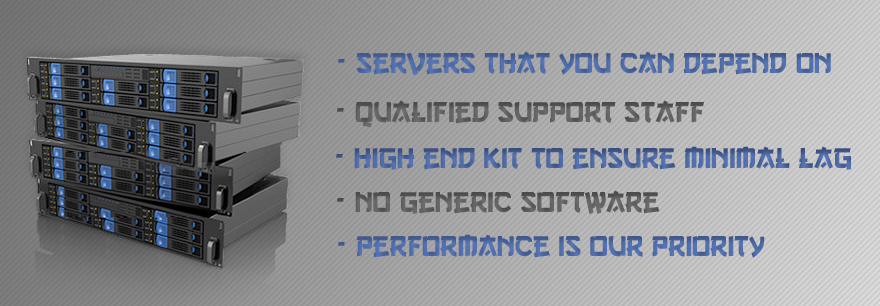 - SERVERS THAT YOU CAN DEPEND ON
- QUALIFIED SUPPORT STAFF
- HIGH END KIT TO ENSURE MINIMAL LAG
- NO GENERIC SOFTWARE
- PERFORMANCE IS OUR PRIORITY